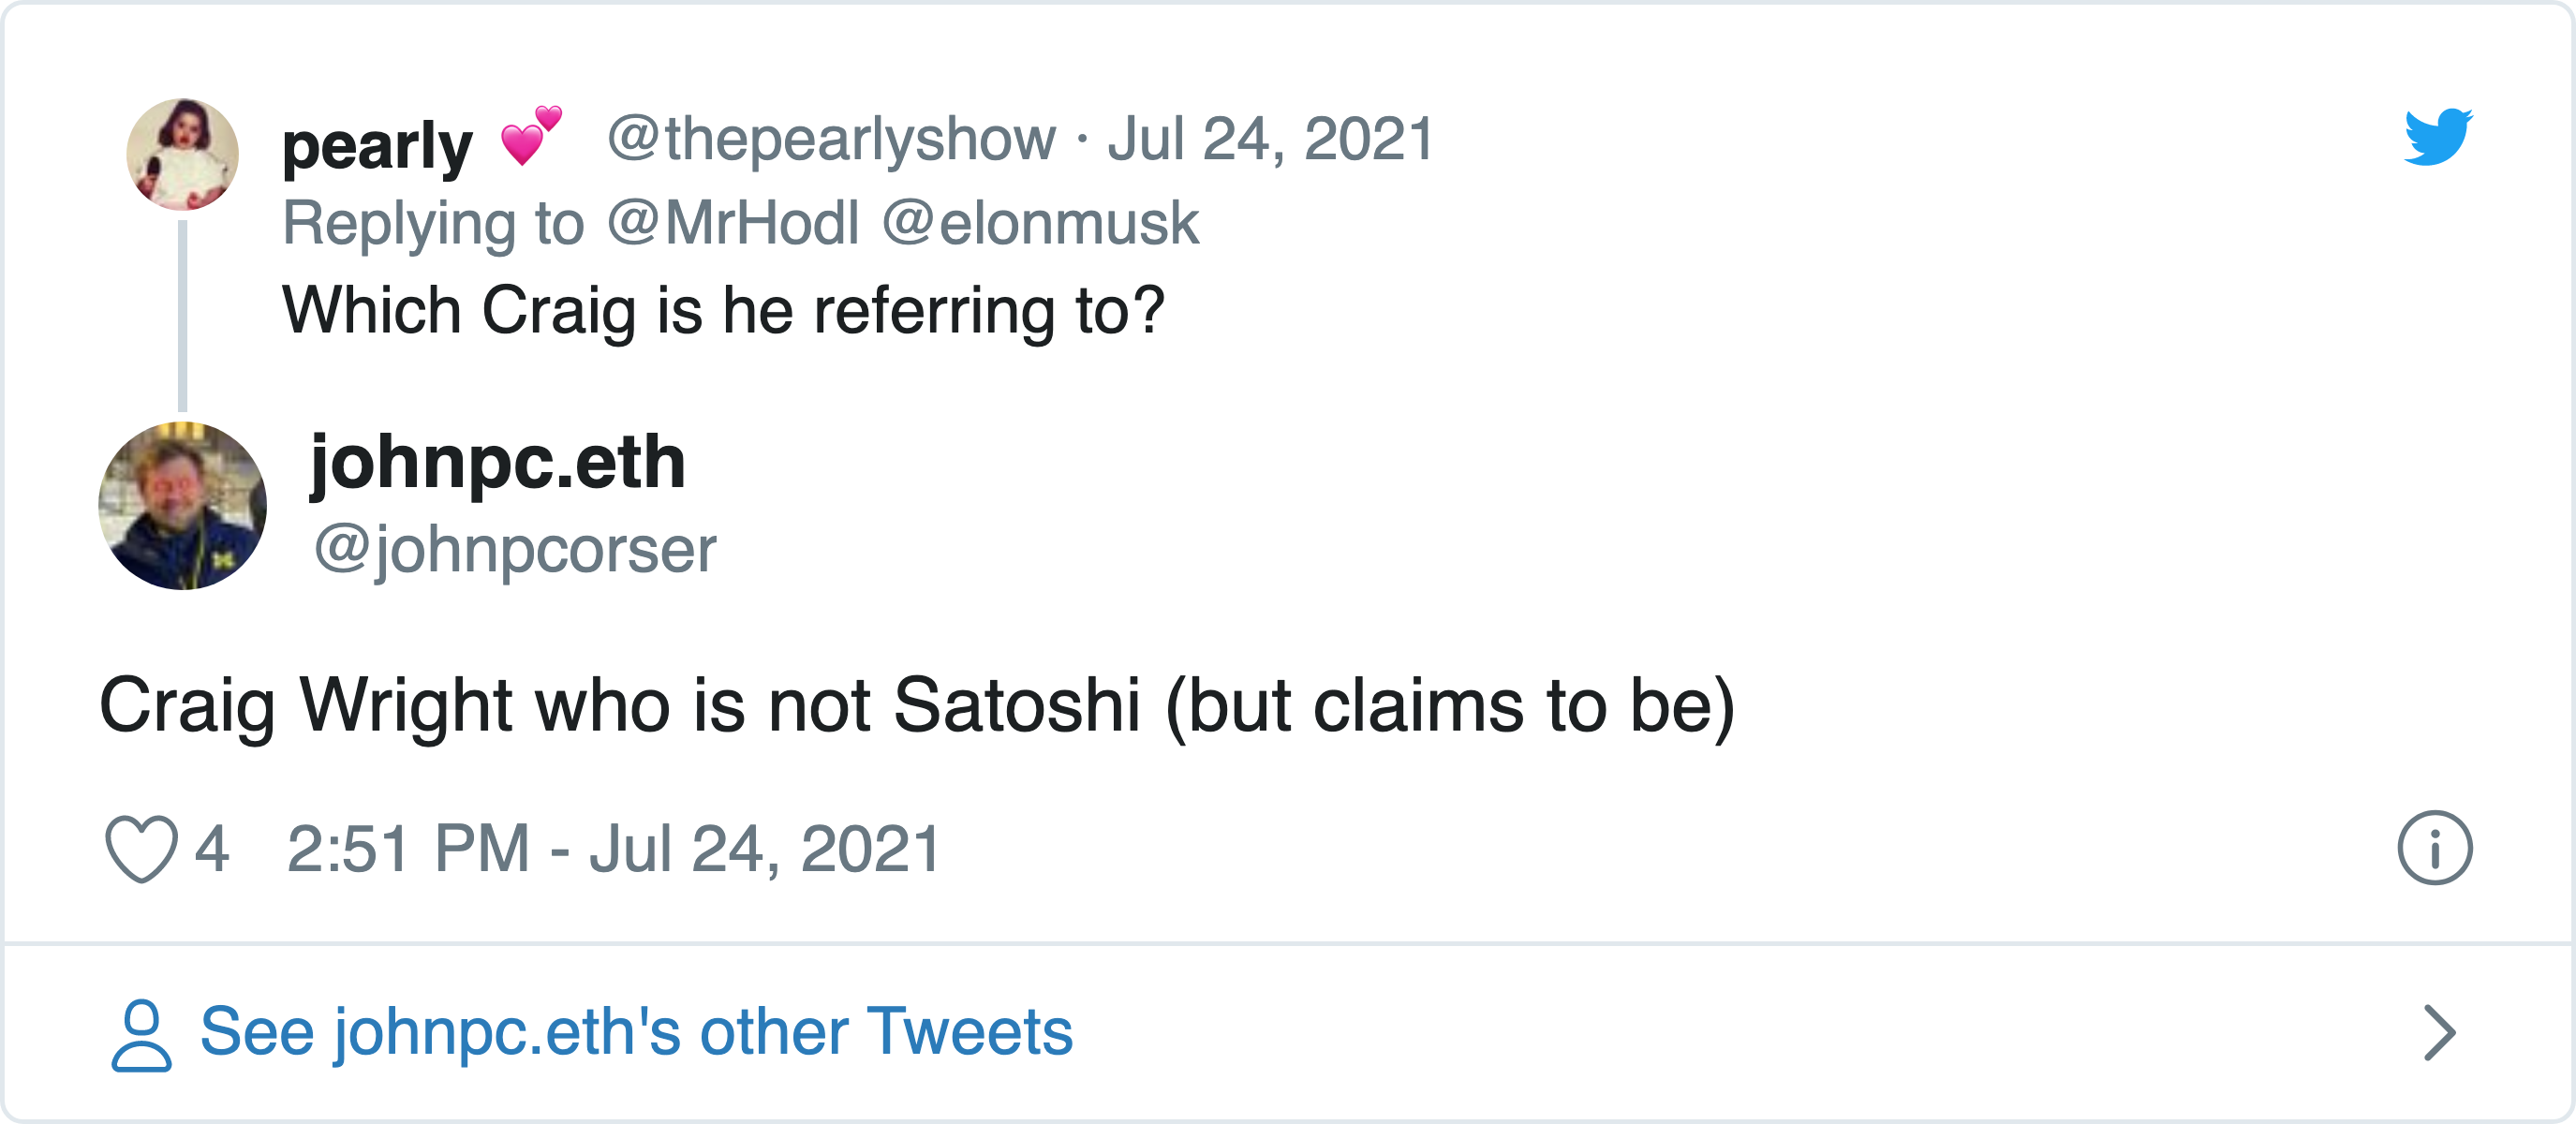 pearly 💕 @thepearlyshow · Jul 24, 2021
Replying to @MrHodl @elonmusk
Which Craig is he referring to?
johnpc.eth
@johnpcorser
Craig Wright who is not Satoshi (but claims to be)
4 2:51 PM - Jul 24, 2021
See johnpc.eth's other Tweets